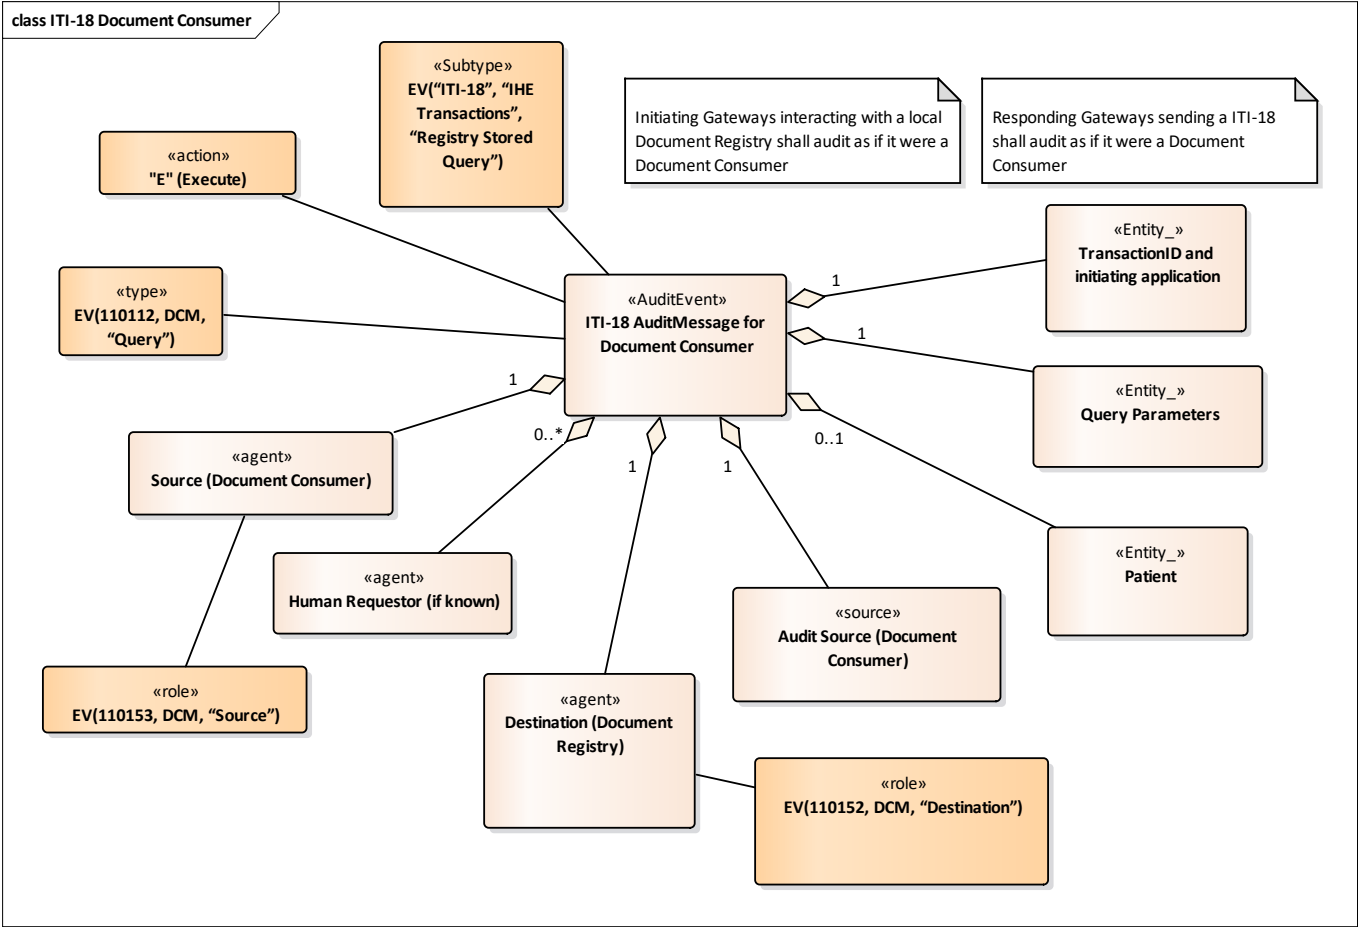 class ITI-18 Document Consumer
«Subtype»
EV(“ITI-18”, “IHE
Transactions”,
“Registry Stored
Query”)
Initiating Gateways interacting with a local
Document Registry shall audit as if it were a
Document Consumer
Responding Gateways sending a ITI-18
shall audit as if it were a Document
Consumer
«action»
"E" (Execute)
«Entity_»
TransactionID and
initiating application
«type»
EV(110112, DCM,
“Query”)
«AuditEvent»
ITI-18 AuditMessage for
Document Consumer
1
1
«Entity_»
Query Parameters
1
0..*
1
1
0..1
«agent»
Source (Document Consumer)
«Entity_»
Patient
«agent»
Human Requestor (if known)
«source»
Audit Source (Document
Consumer)
«role»
EV(110153, DCM, “Source”)
«agent»
Destination (Document
Registry)
«role»
EV(110152, DCM, “Destination”)